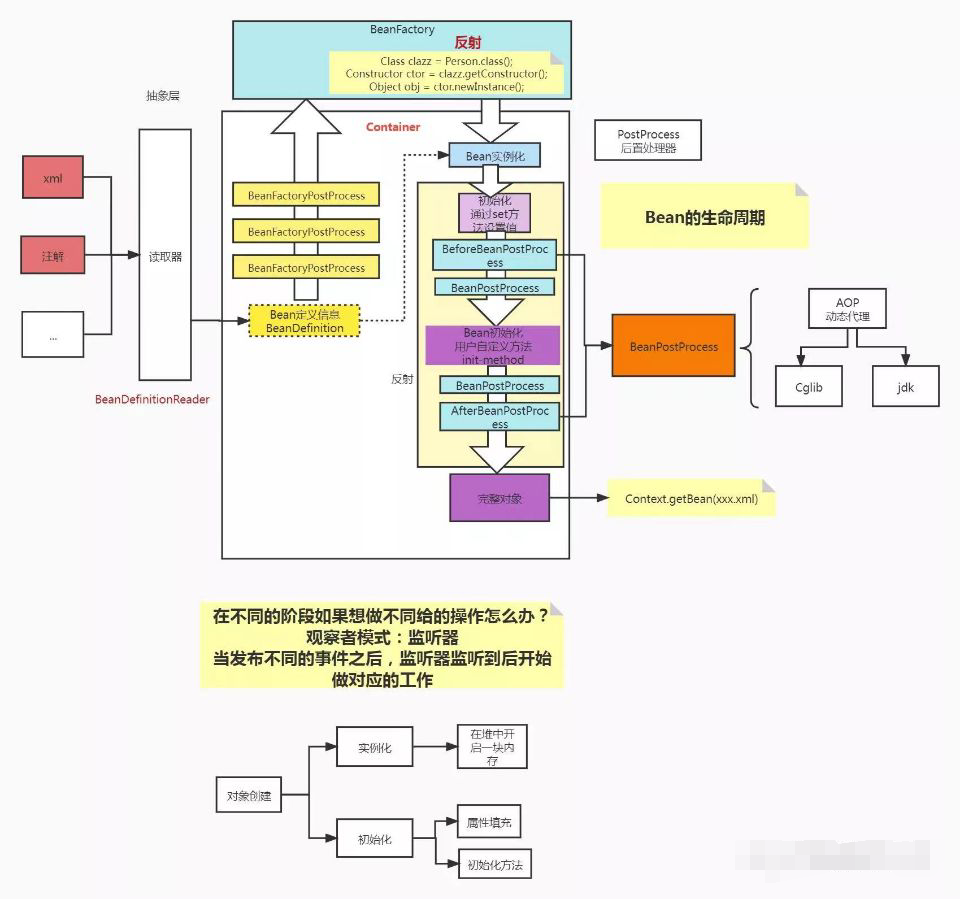 BeanFactory
反射
Class clazz = Person.class();
Constructor ctor = clazz.getConstructor();
Object obj = ctor.newInstance();
抽象层
Container
PostProcess
后置处理器
xml
注解
...
读取器
BeanDefinitionReader
BeanFactoryPostProcess
BeanFactoryPostProcess
BeanFactoryPostProcess
Bean定义信息
BeanDefinition
Bean实例化
初始化
通过set方
法设置值
BeforeBeanPostProc
ess
BeanPostProcess
Bean初始化
用户自定义方法
init-method
反射
BeanPostProcess
AfterBeanPostProc
ess
完整对象
Bean的生命周期
BeanPostProcess
AOP
动态代理
Cglib
jdk
Context.getBean(xxx.xml)
在不同的阶段如果想做不同给的操作怎么办？
观察者模式：监听器
当发布不同的事件之后，监听器监听到后开始
做对应的工作
对象创建
实例化
在堆中开
启一块内
存
初始化
属性填充
初始化方法